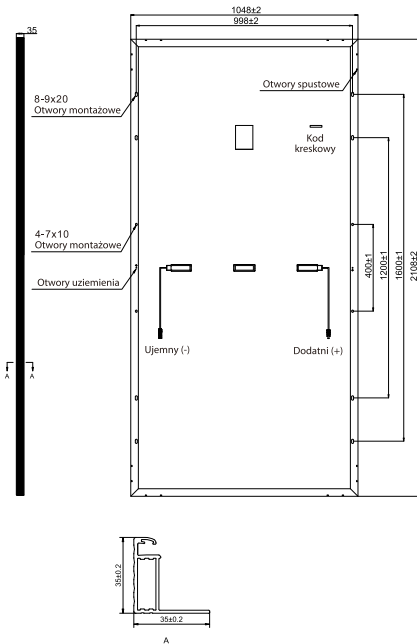 1048±2
998±2
35
Otwory spustowe
8-9x20
Otwory montażowe
Kod
kreskowy
4-7x10
Otwory montażowe
Otwory uziemienia
400±1
1200±1
1600±1
2108±2
Ujemny (-)
Dodatni (+)
A
A
35±0.2
35±0.2
A